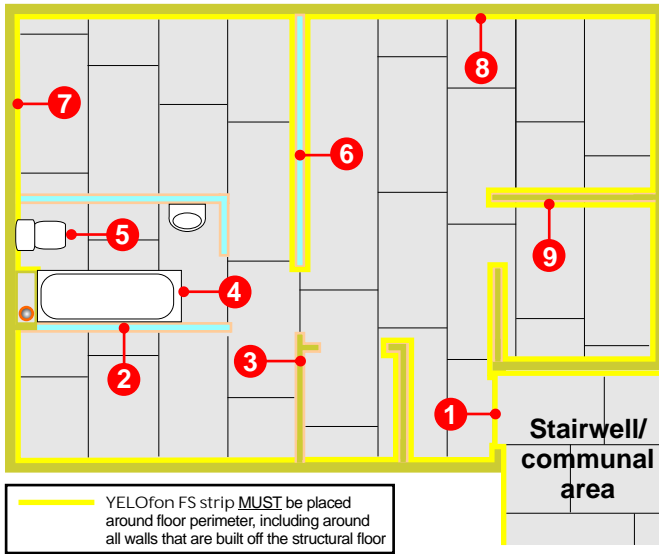 8
7
6
5
9
4
3
2
1
Stairwell/
communal
area
YELOfon FS strip MUST be placed
around floor perimeter, including around
all walls that are built off the structural floor